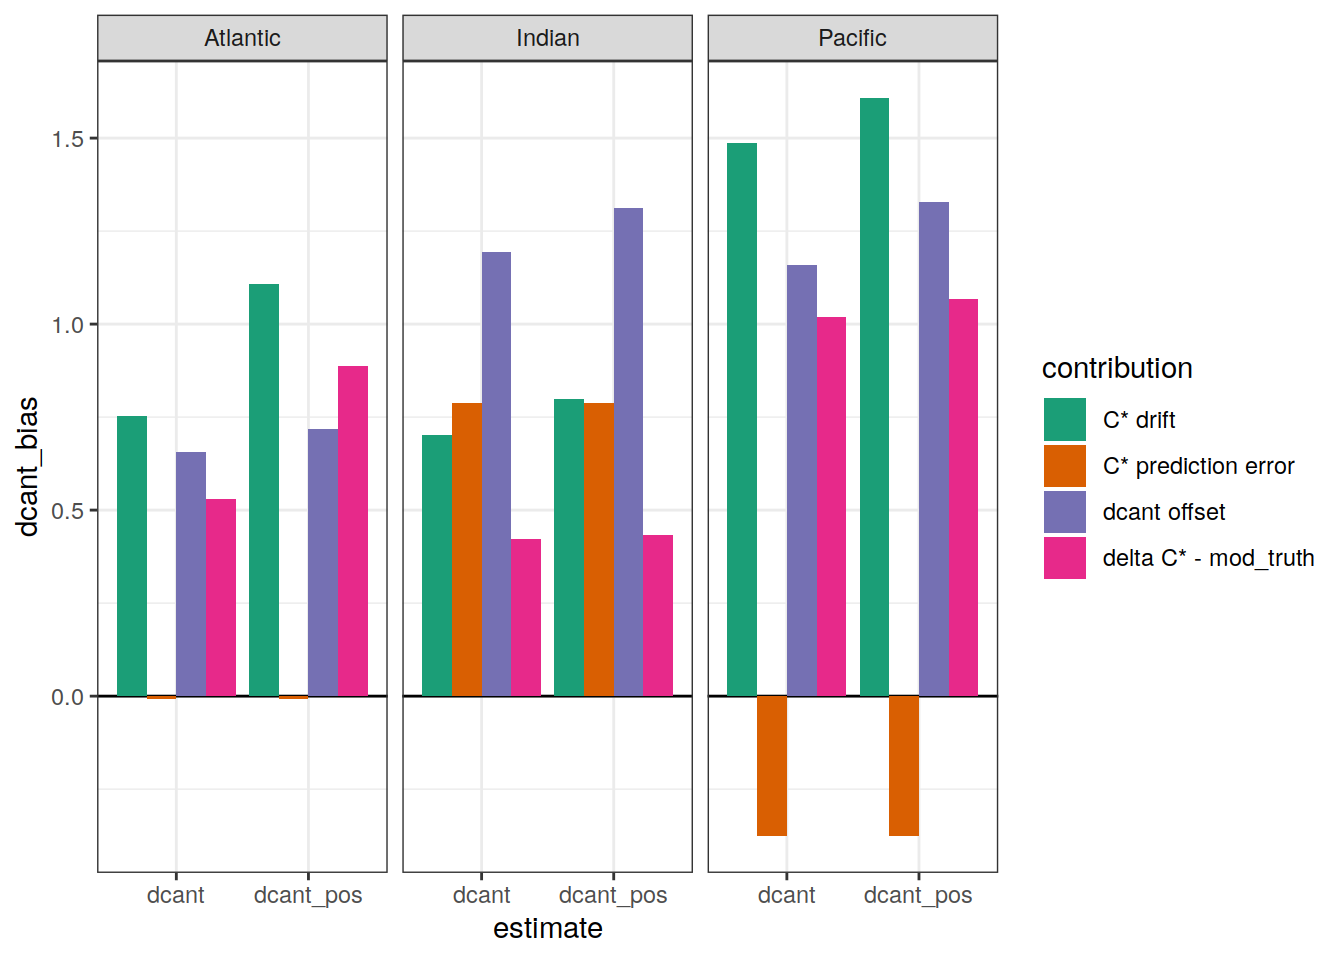 Atlantic
Indian
Pacific
1.5
1.0
0.5
0.0
dcant_bias
dcant
dcant_pos
dcant
dcant_pos
dcant
dcant_pos
estimate
contribution
C* drift
C* prediction error
dcant offset
delta C* - mod_truth